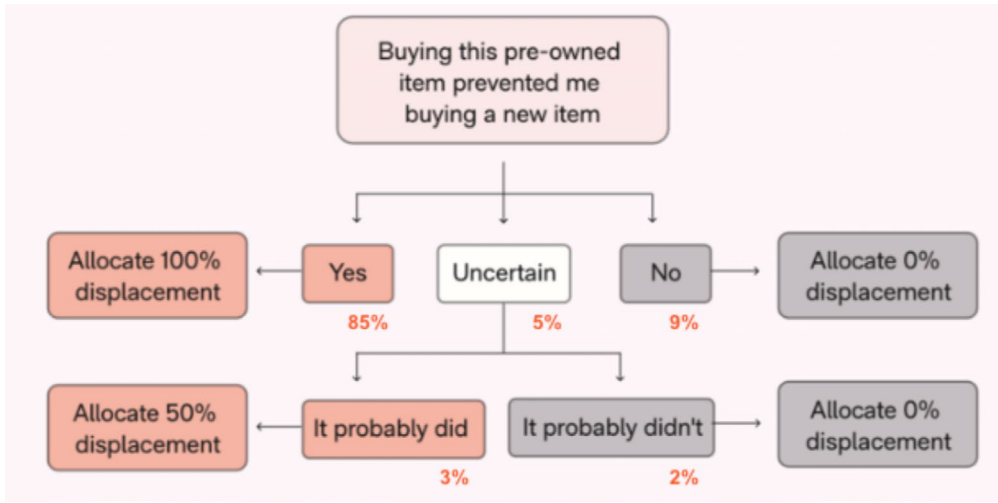 Buying this pre-owned
item prevented me
buying a new item
Allocate 100%
displacement
Yes
Uncertain
No
Allocate 0%
displacement
85%
5%
9%
Allocate 50%
displacement
It probably did
It probably didn't
Allocate 0%
displacement
3%
2%